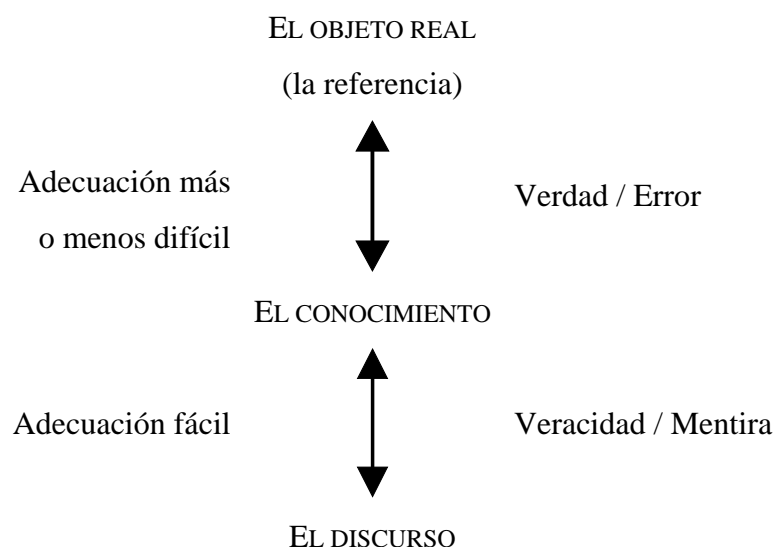 EL OBJETO REAL
(la referencia)
Adecuación más
o menos difícil
Verdad / Error
EL CONOCIMIENTO
Adecuación fácil
Veracidad / Mentira
EL DISCURSO